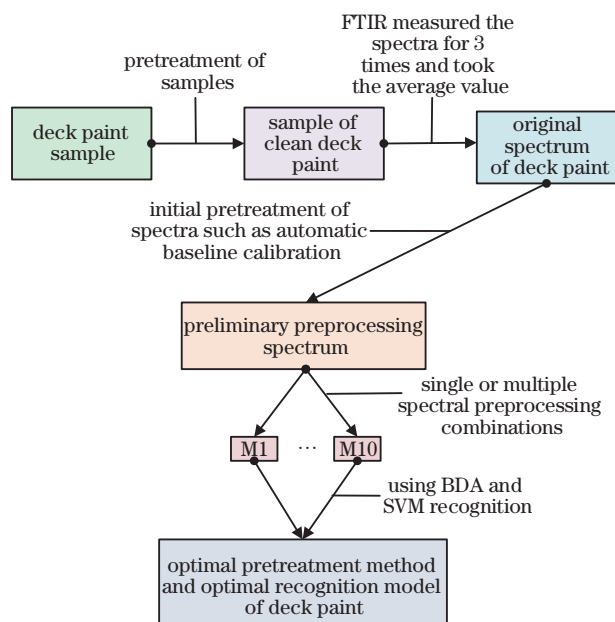 FTIR measured the
spectra for 3
times and took
the average value
pretreatment of
samples
deck paint
sample
sample of
clean deck
paint
original
spectrum
of deck paint
initial pretreatment of
spectra such as automatic
baseline calibration
preliminary preprocessing
spectrum
single or multiple
spectral preprocessing
combinations
M1 … M10
using BDA and
SVM recognition
optimal pretreatment method
and optimal recognition model
of deck paint